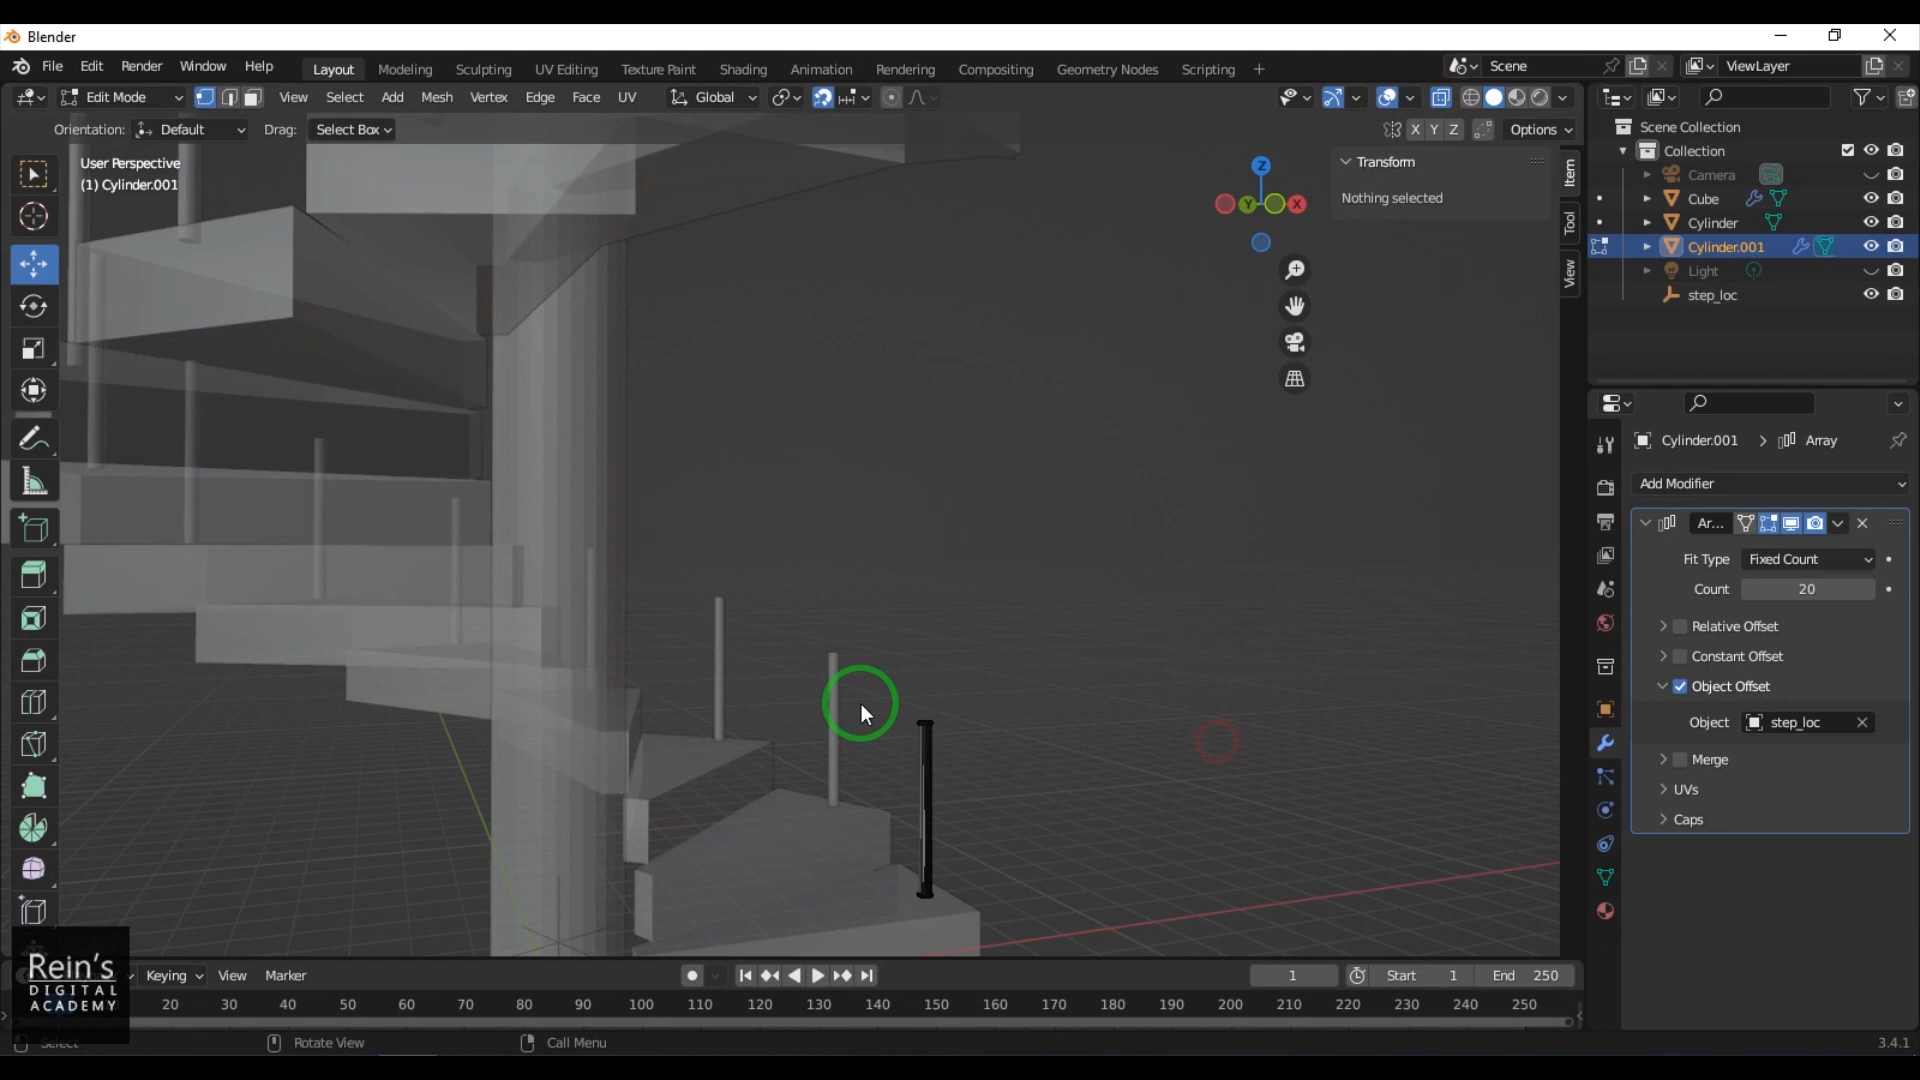 Blender
File Edit Render Window Help Layout Modeling Sculpting UV Editing Texture Paint Shading Animation Rendering Compositing Geometry Nodes Scripting + Scene ViewLayer
Edit Mode View Select Add Mesh Vertex Edge Face UV Global
Orientation: Default Drag: Select Box X Y Z Options
User Perspective
(1) Cylinder.001
Z
Y
X
Transform
Nothing selected
Item
Tool
View
Scene Collection
Collection
Camera
Cube
Cylinder
Cylinder.001
Light
step_loc
Cylinder.001 > Array
Add Modifier
Ar...
Fit Type Fixed Count
Count 20
Relative Offset
Constant Offset
Object Offset
Object step_loc
Merge
UVs
Caps
Rein's
DIGITAL
ACADEMY
Keying View Marker 1 Start 1 End 250
20 30 40 50 60 70 80 90 100 110 120 130 140 150 160 170 180 190 200 210 220 230 240 250
Select Rotate View Call Menu 3.4.1